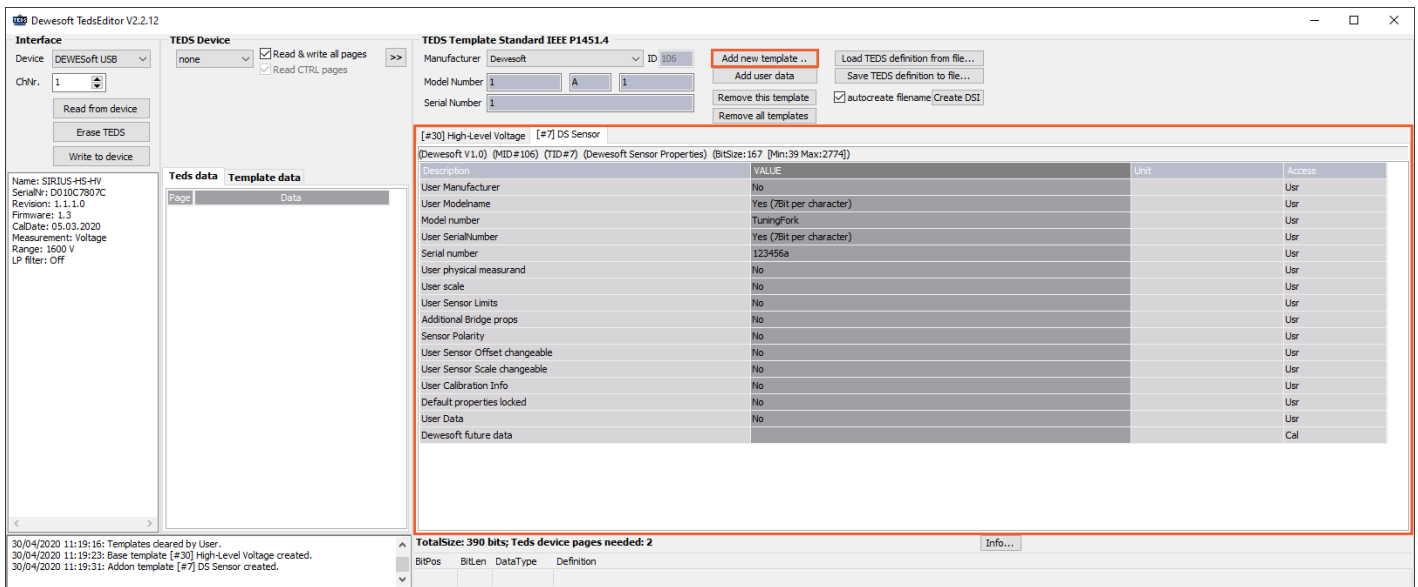 TEDS Dewesoft TedsEditor V2.2.12
Interface
Device DEWESoft USB
ChNr. 1
Read from device
Erase TEDS
Write to device
TEDS Device
none Read & write all pages >>
Read CTRL pages
TEDS Template Standard IEEE P1451.4
Manufacturer Dewesoft ID 106
Model Number 1 A 1
Serial Number 1
Add new template ..
Add user data
Remove this template
Remove all templates
Load TEDS definition from file...
Save TEDS definition to file...
autocreate filename Create DSI
Name: SIRIUS-HS-HV
SerialNr: D010C7807C
Revision: 1.1.1.0
Firmware: 1.3
CalDate: 05.03.2020
Measurement: Voltage
Range: 1600 V
LP filter: Off
Teds data Template data
Page Data
[#30] High-Level Voltage [#7] DS Sensor
(Dewesoft V1.0) (MID#106) (TID#7) (Dewesoft Sensor Properties) (BitSize:167 [Min:39 Max:2774])
Description VALUE Unit Access
User Manufacturer No Usr
User Modelname Yes (7Bit per character) Usr
Model number TuningFork Usr
User SerialNumber Yes (7Bit per character) Usr
Serial number 123456a Usr
User physical measurand No Usr
User scale No Usr
User Sensor Limits No Usr
Additional Bridge props No Usr
Sensor Polarity No Usr
User Sensor Offset changeable No Usr
User Sensor Scale changeable No Usr
User Calibration Info No Usr
Default properties locked No Usr
User Data No Usr
Dewesoft future data Cal
30/04/2020 11:19:16: Templates cleared by User.
30/04/2020 11:19:23: Base template [#30] High-Level Voltage created.
30/04/2020 11:19:31: Addon template [#7] DS Sensor created.
TotalSize: 390 bits; Teds device pages needed: 2 Info...
BitPos BitLen DataType Definition